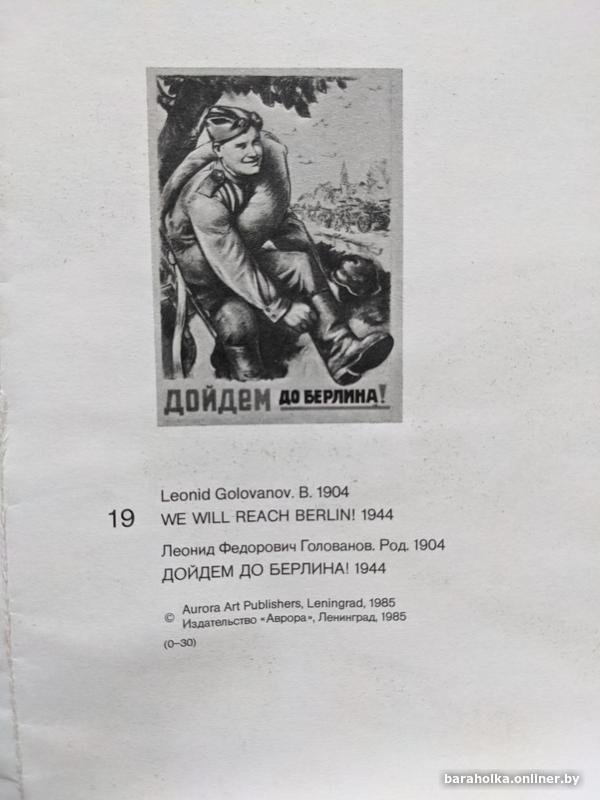 ДОЙДЕМ ДО БЕРЛИНА!
Leonid Golovanov. B. 1904
19 WE WILL REACH BERLIN! 1944
Леонид Федорович Голованов. Род. 1904
ДОЙДЕМ ДО БЕРЛИНА! 1944
© Aurora Art Publishers, Leningrad, 1985
Издательство «Аврора», Ленинград, 1985
(0–30)
baraholka.onliner.by